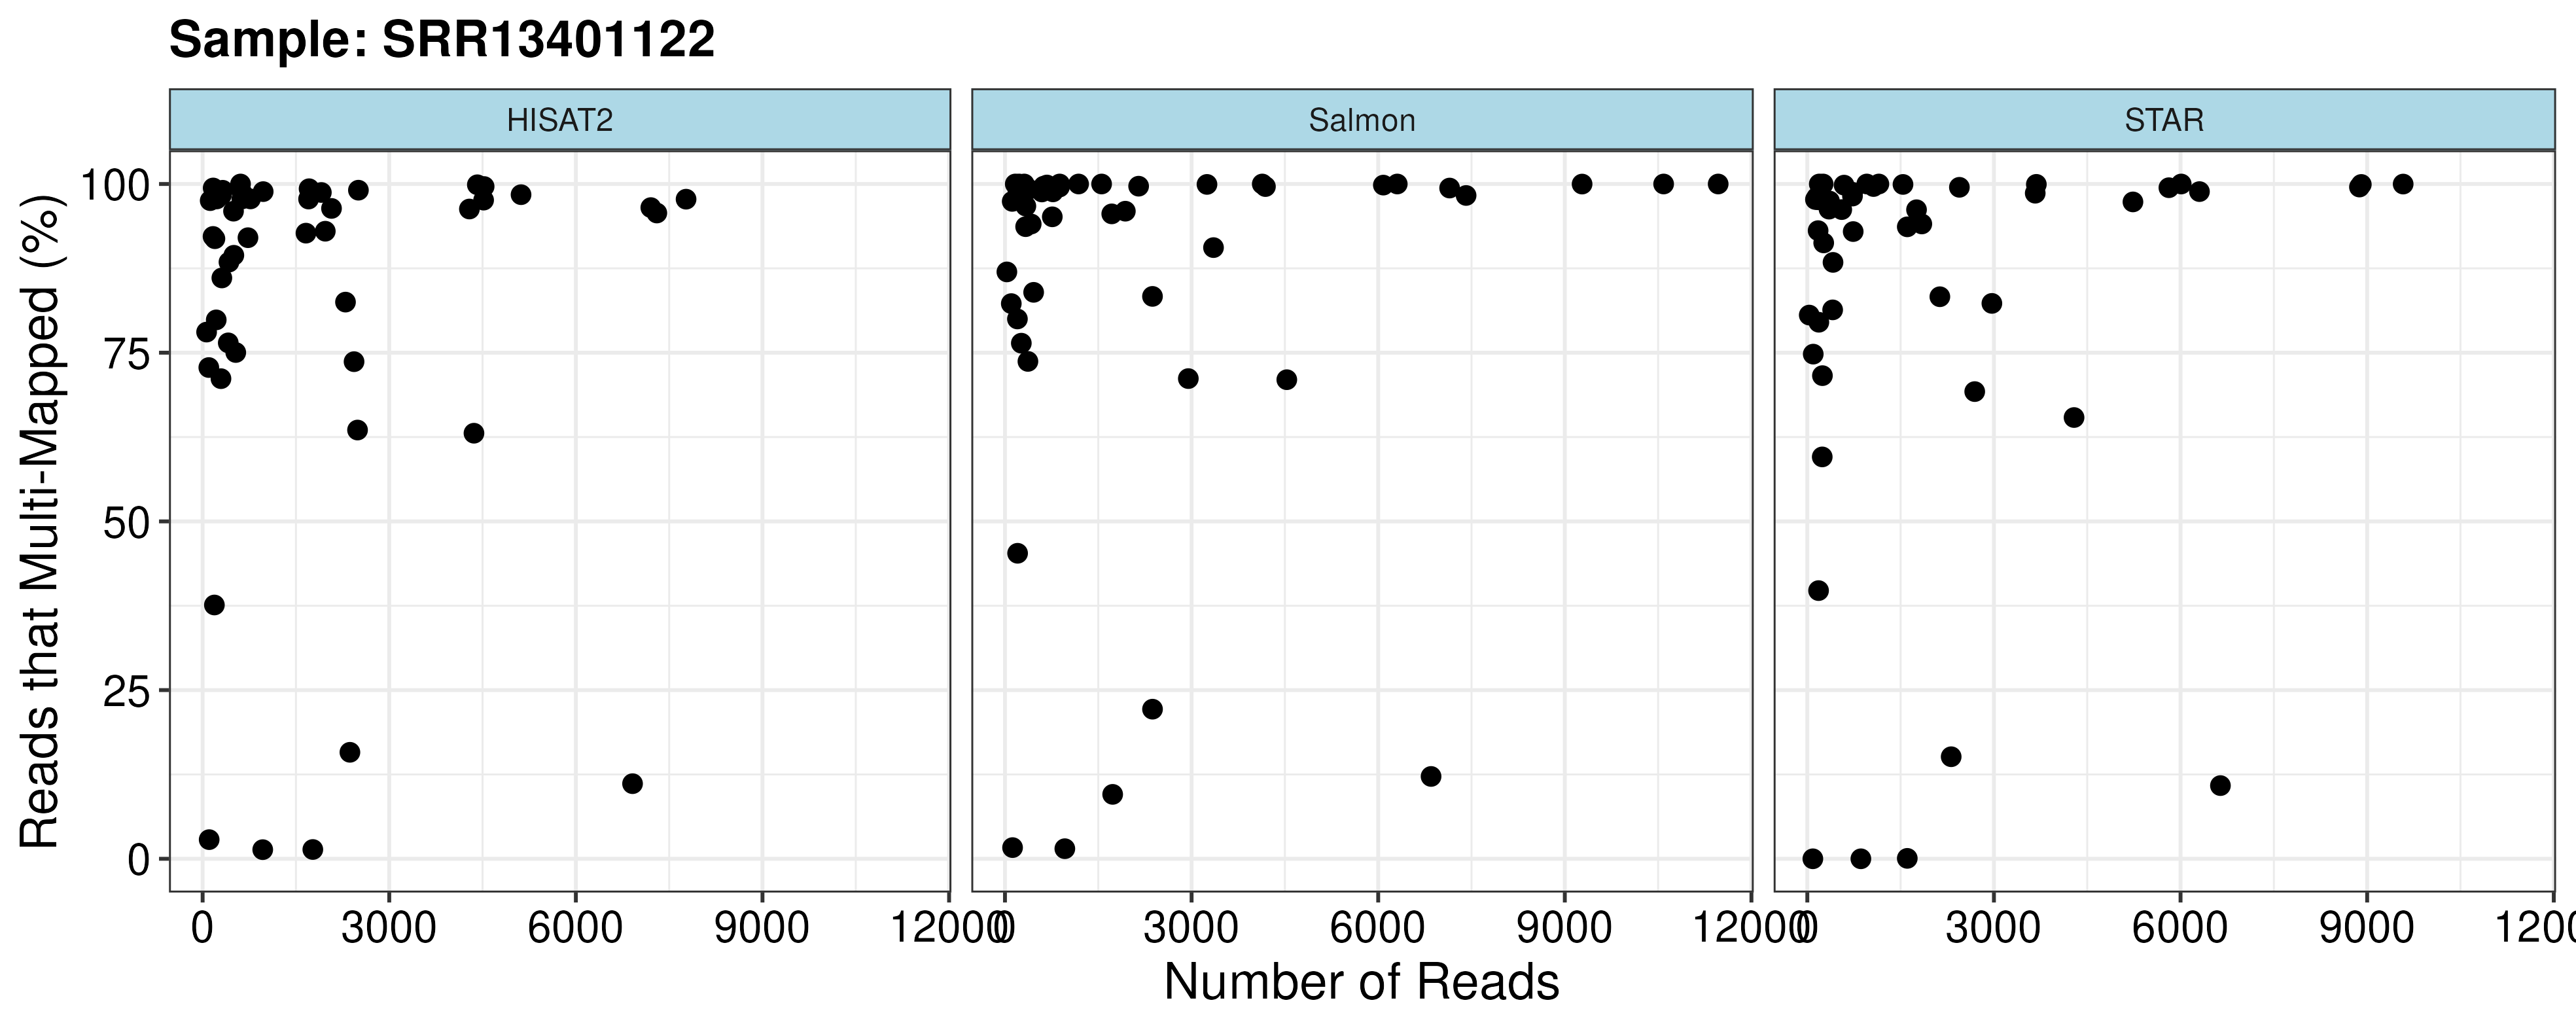 Sample: SRR13401122
HISAT2
Salmon
STAR
Reads that Multi-Mapped (%)
100
75
50
25
0
0 3000 6000 9000 12000
0 3000 6000 9000 12000
0 3000 6000 9000 1200
Number of Reads